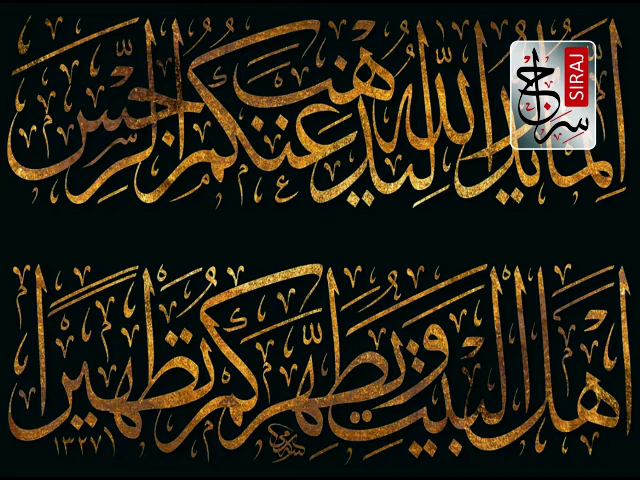 إنما يريد الله ليذهب عنكم الرجس
أهل البيت ويطهركم تطهيرا
١٣٢٧
سراج
SIRAJ